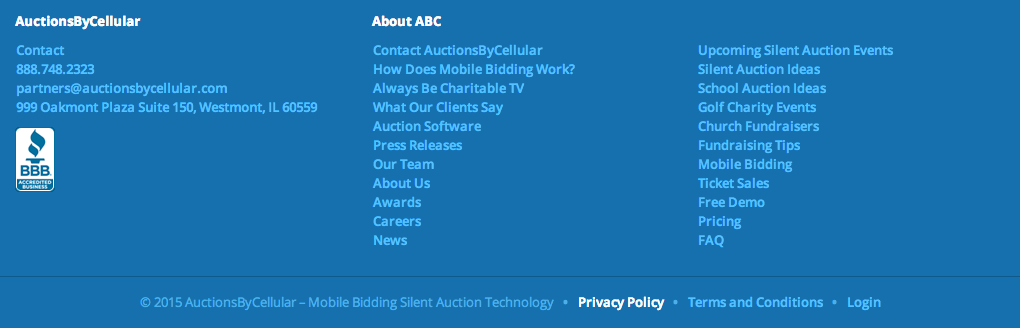 AuctionsByCellular
Contact
888.748.2323
partners@auctionsbycellular.com
999 Oakmont Plaza Suite 150, Westmont, IL 60559
BBB.
ACCREDITED
BUSINESS
About ABC
Contact AuctionsByCellular
How Does Mobile Bidding Work?
Always Be Charitable TV
What Our Clients Say
Auction Software
Press Releases
Our Team
About Us
Awards
Careers
News
Upcoming Silent Auction Events
Silent Auction Ideas
School Auction Ideas
Golf Charity Events
Church Fundraisers
Fundraising Tips
Mobile Bidding
Ticket Sales
Free Demo
Pricing
FAQ
© 2015 AuctionsByCellular – Mobile Bidding Silent Auction Technology • Privacy Policy • Terms and Conditions • Login